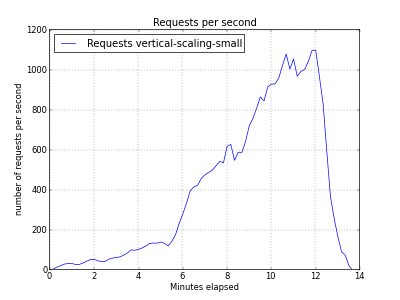 Requests per second
Requests vertical-scaling-small
number of requests per second
1200
1000
800
600
400
200
0
0 2 4 6 8 10 12 14
Minutes elapsed